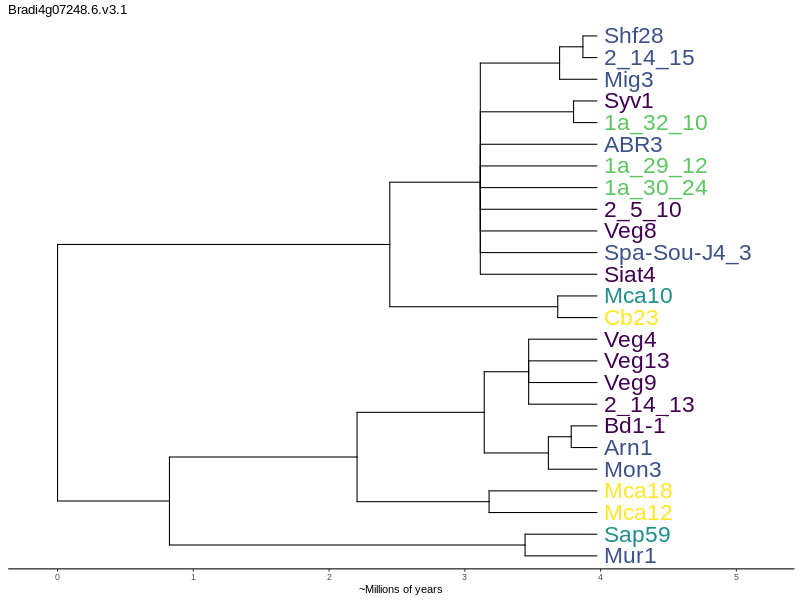 Bradi4g07248.6.v3.1
Shf28
2_14_15
Mig3
Syv1
1a_32_10
ABR3
1a_29_12
1a_30_24
2_5_10
Veg8
Spa-Sou-J4_3
Siat4
Mca10
Cb23
Veg4
Veg13
Veg9
2_14_13
Bd1-1
Arn1
Mon3
Mca18
Mca12
Sap59
Mur1
0 1 2 3 4 5
~Millions of years